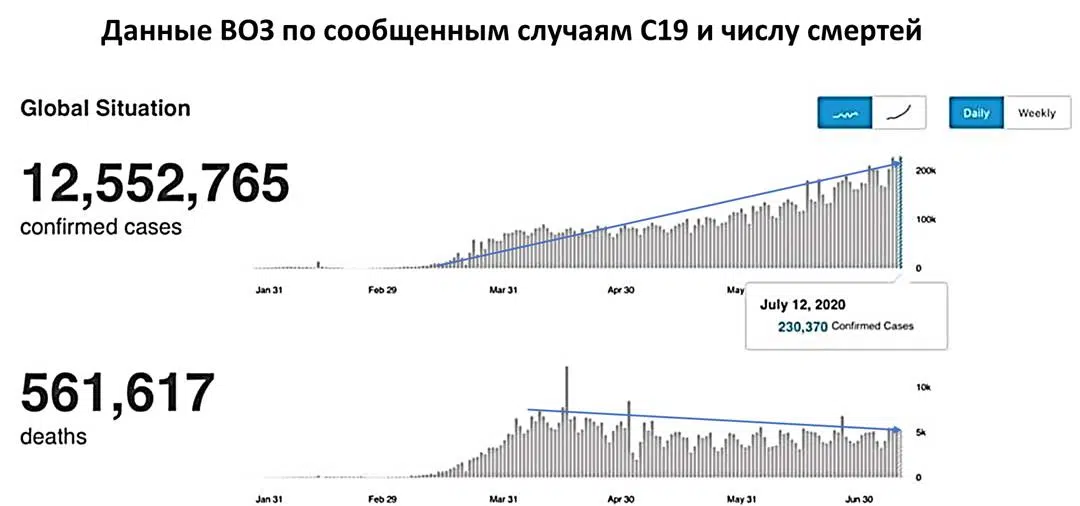 Данные ВОЗ по сообщенным случаям С19 и числу смертей
Global Situation
Daily Weekly
12,552,765
confirmed cases
200k
100k
0
Jan 31 Feb 29 Mar 31 Apr 30 May
July 12, 2020
230,370 Confirmed Cases
561,617
deaths
10k
5k
0
Jan 31 Feb 29 Mar 31 Apr 30 May 31 Jun 30